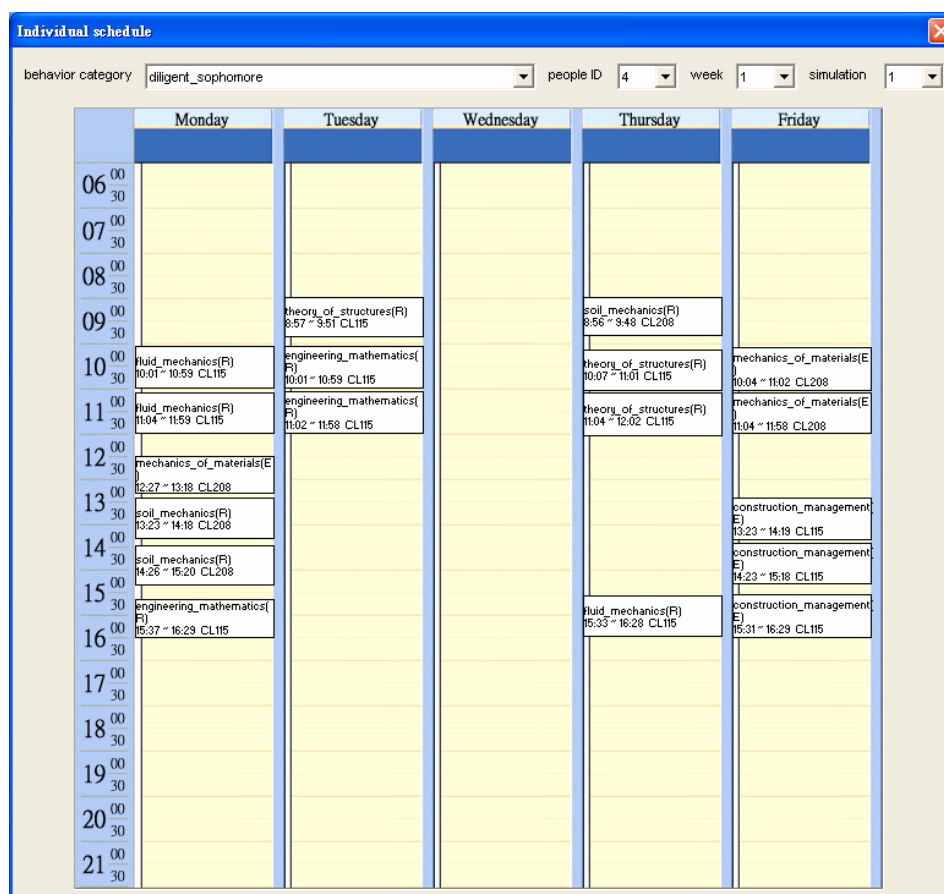 Individual schedule
behavior category diligent_sophomore people ID 4 week 1 simulation 1
Monday Tuesday Wednesday Thursday Friday
06 00
30
07 00
30
08 00
30
09 00
30
10 00
30
11 00
30
12 00
30
13 00
30
14 00
30
15 00
30
16 00
30
17 00
30
18 00
30
19 00
30
20 00
30
21 00
30
fluid_mechanics(R)
10:01 ~ 10:59 CL115
fluid_mechanics(R)
11:04 ~ 11:59 CL115
mechanics_of_materials(E
)
12:27 ~ 13:18 CL208
soil_mechanics(R)
13:23 ~ 14:18 CL208
soil_mechanics(R)
14:26 ~ 15:20 CL208
engineering_mathematics(
R)
15:37 ~ 16:29 CL115
theory_of_structures(R)
8:57 ~ 9:51 CL115
engineering_mathematics(
R)
10:01 ~ 10:59 CL115
engineering_mathematics(
R)
11:02 ~ 11:58 CL115
soil_mechanics(R)
8:56 ~ 9:48 CL208
theory_of_structures(R)
10:07 ~ 11:01 CL115
theory_of_structures(R)
11:04 ~ 12:02 CL115
fluid_mechanics(R)
15:33 ~ 16:28 CL115
mechanics_of_materials(E
)
10:04 ~ 11:02 CL208
mechanics_of_materials(E
)
11:04 ~ 11:58 CL208
construction_management(
E)
13:23 ~ 14:19 CL115
construction_management(
E)
14:23 ~ 15:18 CL115
construction_management(
E)
15:31 ~ 16:29 CL115